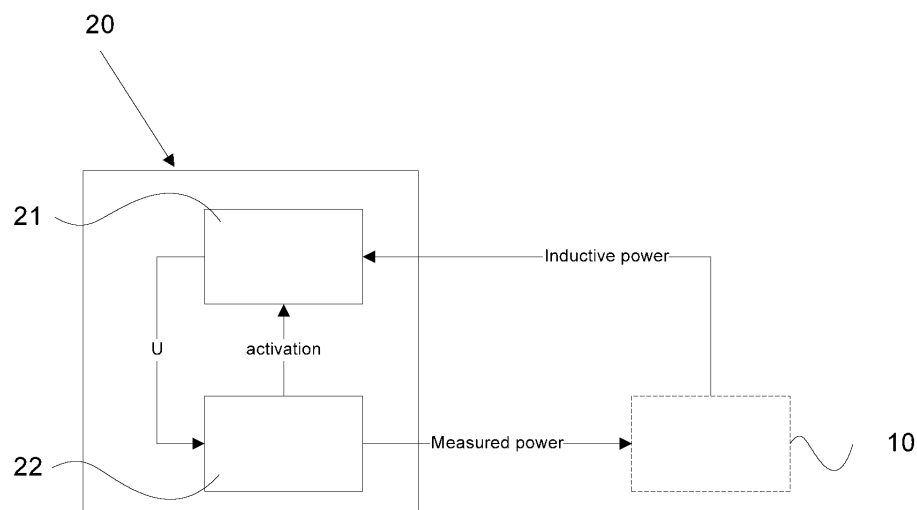 20
21
Inductive power
U
activation
Measured power
10
22